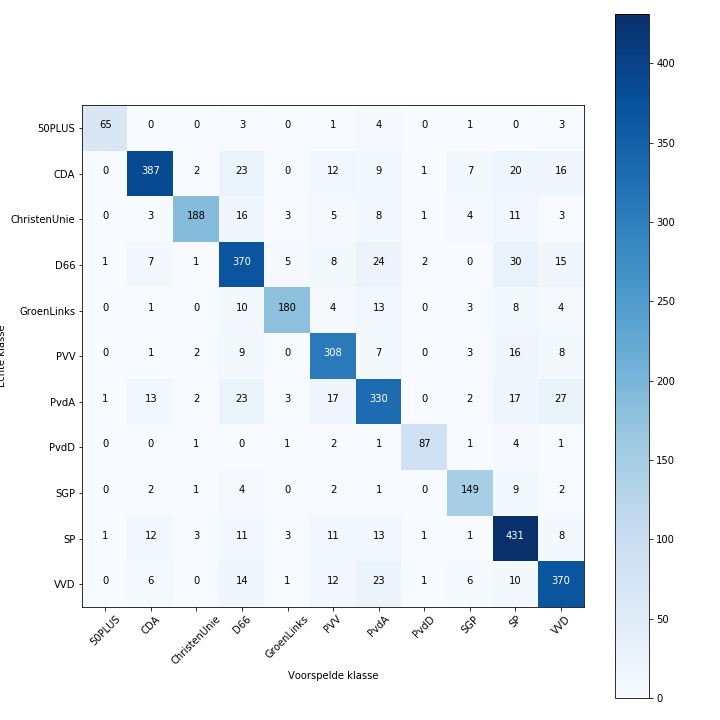 50PLUS 65 0 0 3 0 1 4 0 1 0 3
CDA 0 387 2 23 0 12 9 1 7 20 16
ChristenUnie 0 3 188 16 3 5 8 1 4 11 3
D66 1 7 1 370 5 8 24 2 0 30 15
GroenLinks 0 1 0 10 180 4 13 0 3 8 4
PVV 0 1 2 9 0 308 7 0 3 16 8
PvdA 1 13 2 23 3 17 330 0 2 17 27
PvdD 0 0 1 0 1 2 1 87 1 4 1
SGP 0 2 1 4 0 2 1 0 149 9 2
SP 1 12 3 11 3 11 13 1 1 431 8
VVD 0 6 0 14 1 12 23 1 6 10 370
50PLUS CDA ChristenUnie D66 GroenLinks PVV PvdA PvdD SGP SP VVD
Voorspelde klasse
400
350
300
250
200
150
100
50
0